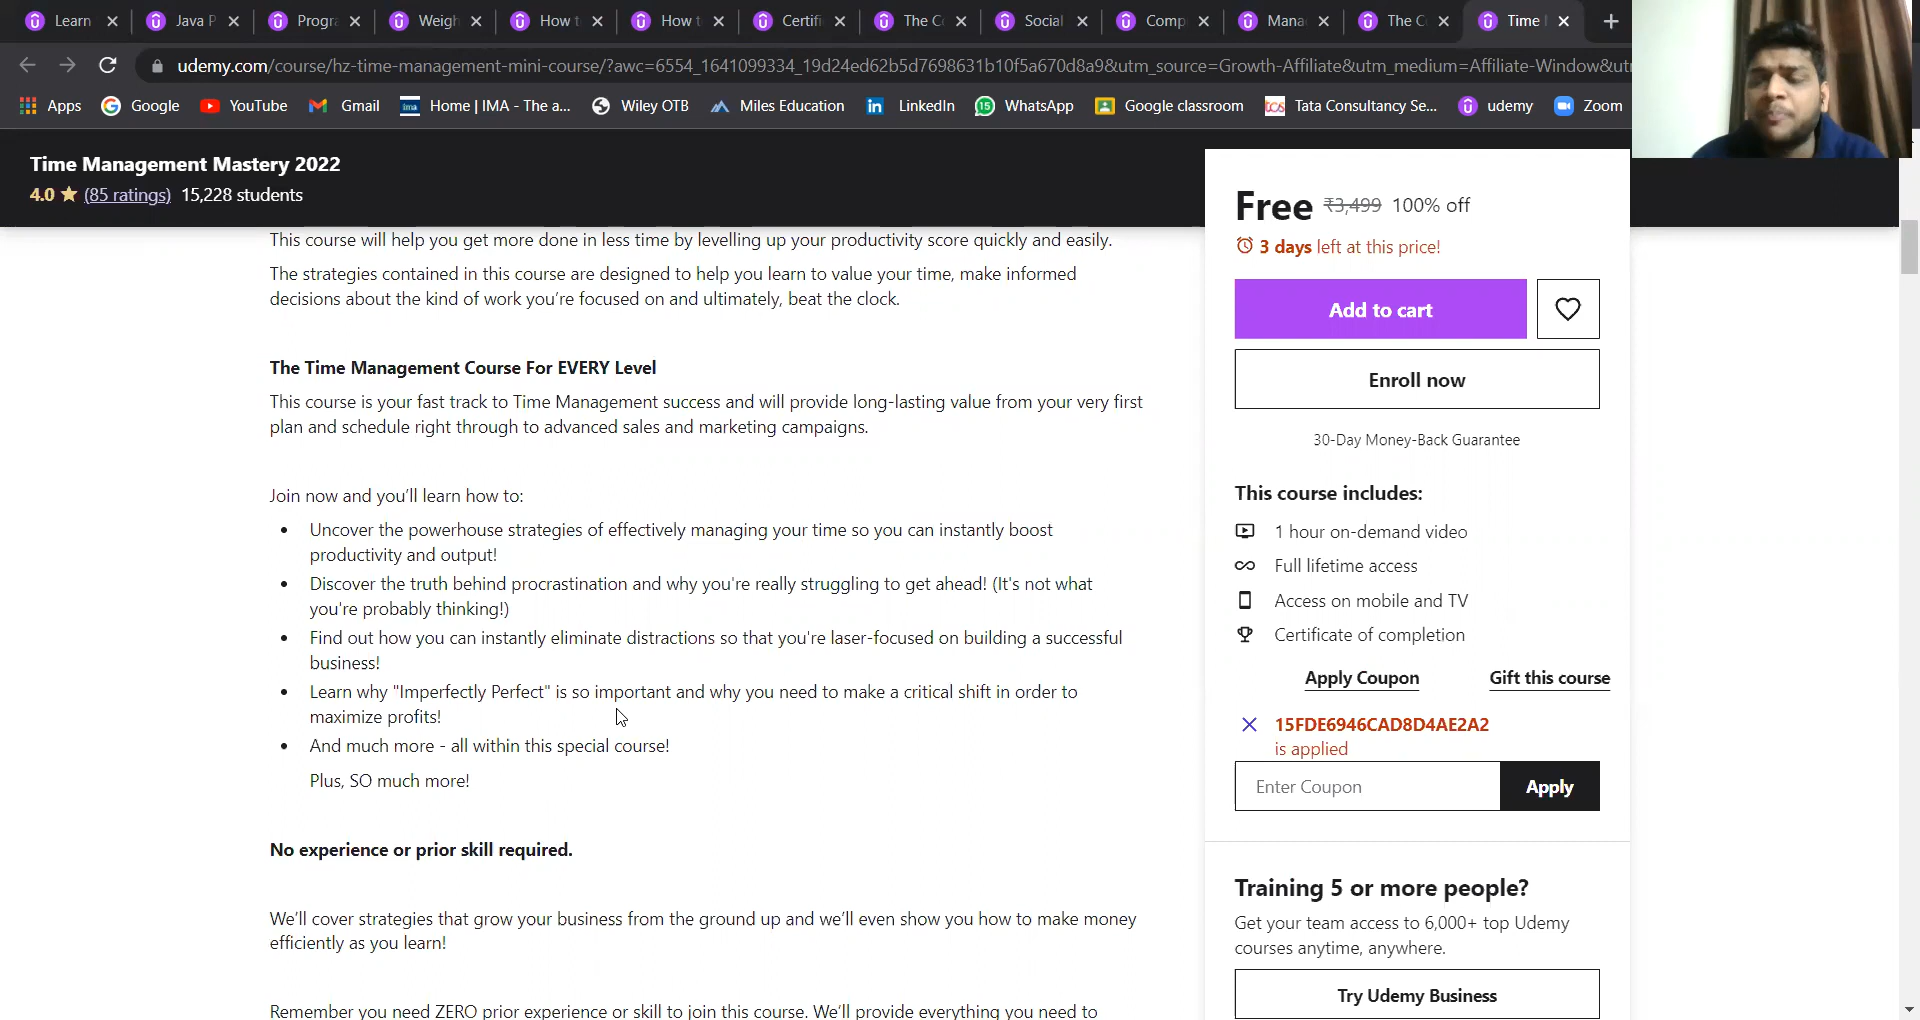 Learn
Java P
Progra
Weigh
How t
How t
Certifi
The C
Social
Comp
Mana
The C
Time
udemy.com/course/hz-time-management-mini-course/?awc=6554_1641099334_19d24ed62b5d7698631b10f5a670d8a9&utm_source=Growth-Affiliate&utm_medium=Affiliate-Window&utm
Apps Google YouTube Gmail ima Home | IMA - The a... Wiley OTB Miles Education in LinkedIn 15 WhatsApp Google classroom tcs Tata Consultancy Se... udemy Zoom
Time Management Mastery 2022
4.0 (85 ratings) 15,228 students
This course will help you get more done in less time by levelling up your productivity score quickly and easily.
The strategies contained in this course are designed to help you learn to value your time, make informed
decisions about the kind of work you're focused on and ultimately, beat the clock.
The Time Management Course For EVERY Level
This course is your fast track to Time Management success and will provide long-lasting value from your very first
plan and schedule right through to advanced sales and marketing campaigns.
Join now and you'll learn how to:
• Uncover the powerhouse strategies of effectively managing your time so you can instantly boost
productivity and output!
• Discover the truth behind procrastination and why you're really struggling to get ahead! (It's not what
you're probably thinking!)
• Find out how you can instantly eliminate distractions so that you're laser-focused on building a successful
business!
• Learn why "Imperfectly Perfect" is so important and why you need to make a critical shift in order to
maximize profits!
• And much more - all within this special course!
Plus, SO much more!
No experience or prior skill required.
We'll cover strategies that grow your business from the ground up and we'll even show you how to make money
efficiently as you learn!
Remember you need ZERO prior experience or skill to join this course. We'll provide everything you need to
Free ₹3,499 100% off
3 days left at this price!
Add to cart
Enroll now
30-Day Money-Back Guarantee
This course includes:
1 hour on-demand video
Full lifetime access
Access on mobile and TV
Certificate of completion
Apply Coupon Gift this course
15FDE6946CAD8D4AE2A2
is applied
Enter Coupon Apply
Training 5 or more people?
Get your team access to 6,000+ top Udemy
courses anytime, anywhere.
Try Udemy Business